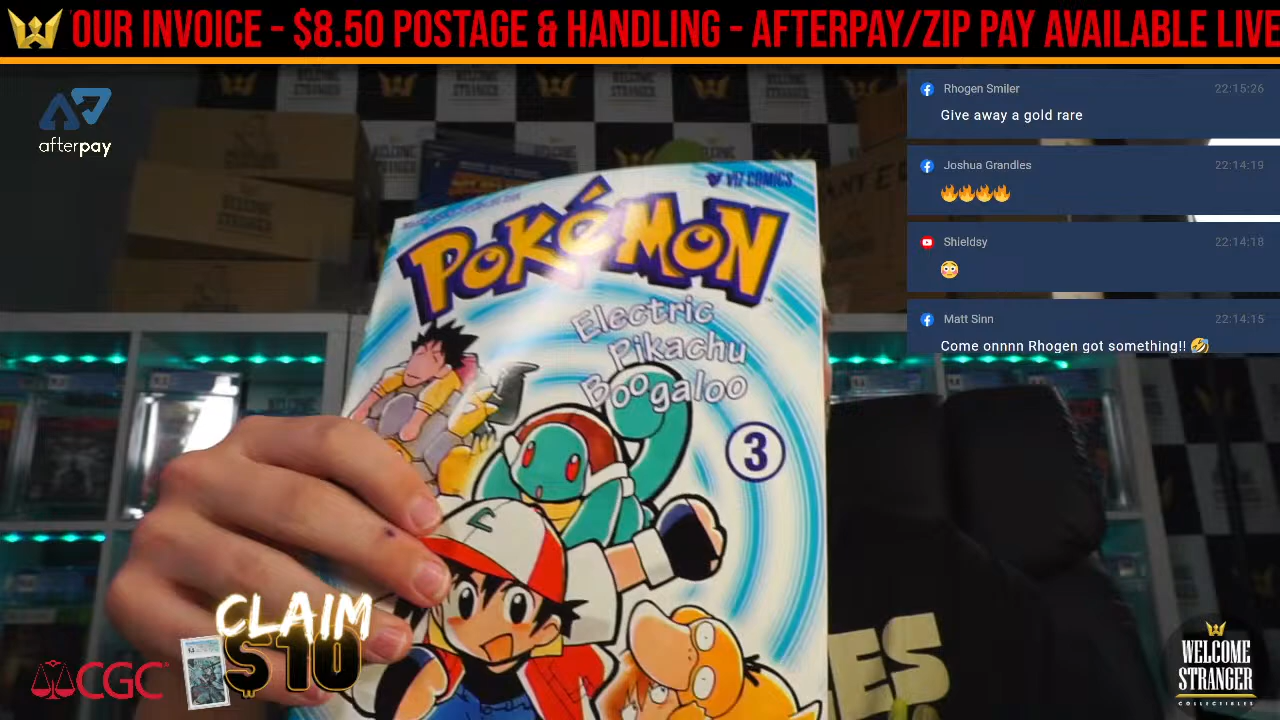 OUR INVOICE - $8.50 POSTAGE & HANDLING - AFTERPAY/ZIP PAY AVAILABLE LIVE
afterpay
Rhogen Smiler 22:15:26
Give away a gold rare
Joshua Grandles 22:14:19
🔥🔥🔥🔥
Shieldsy 22:14:18
😳
Matt Sinn 22:14:15
Come onnnn Rhogen got something!! 🤣
VIZ COMICS
POKéMON
Electric
Pikachu
Boogaloo
3
CLAIM
$10
CGC
WELCOME
STRANGER
COLLECTIBLES